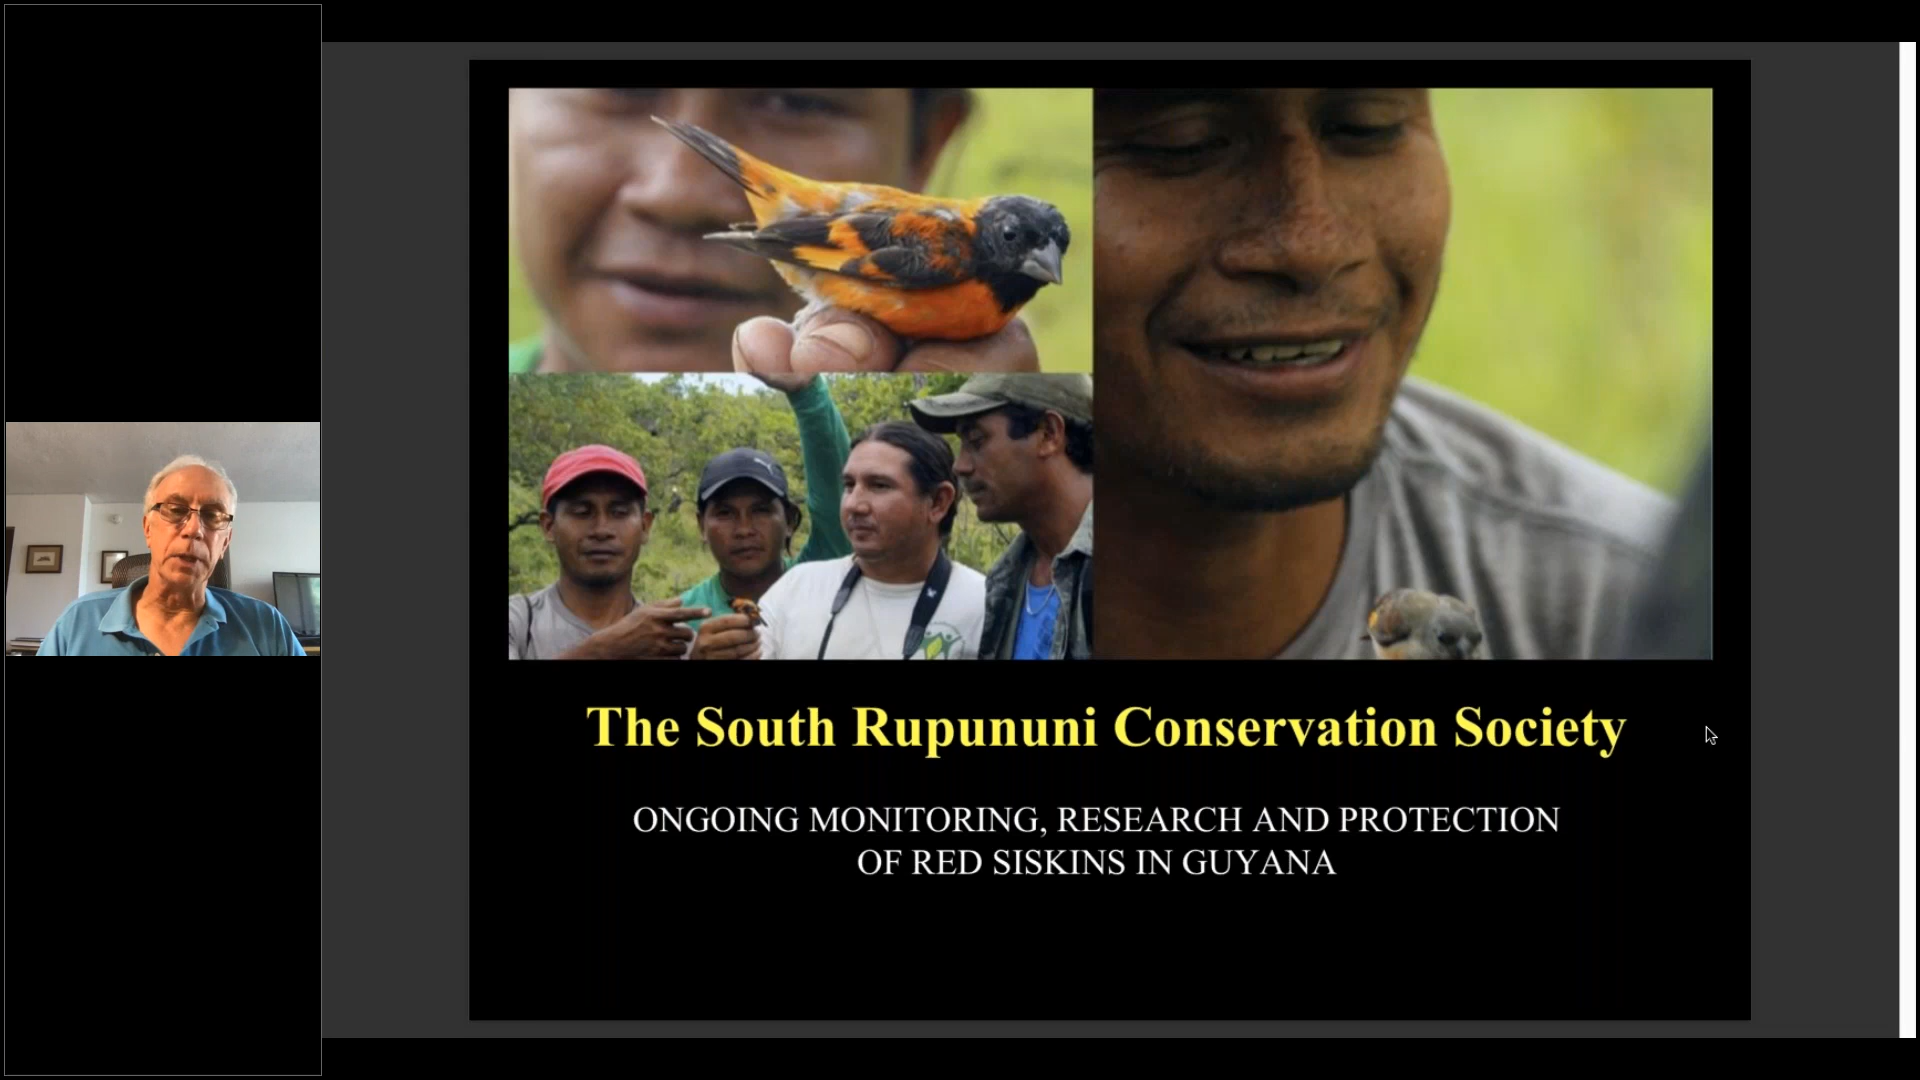 The South Rupununi Conservation Society
ONGOING MONITORING, RESEARCH AND PROTECTION
OF RED SISKINS IN GUYANA